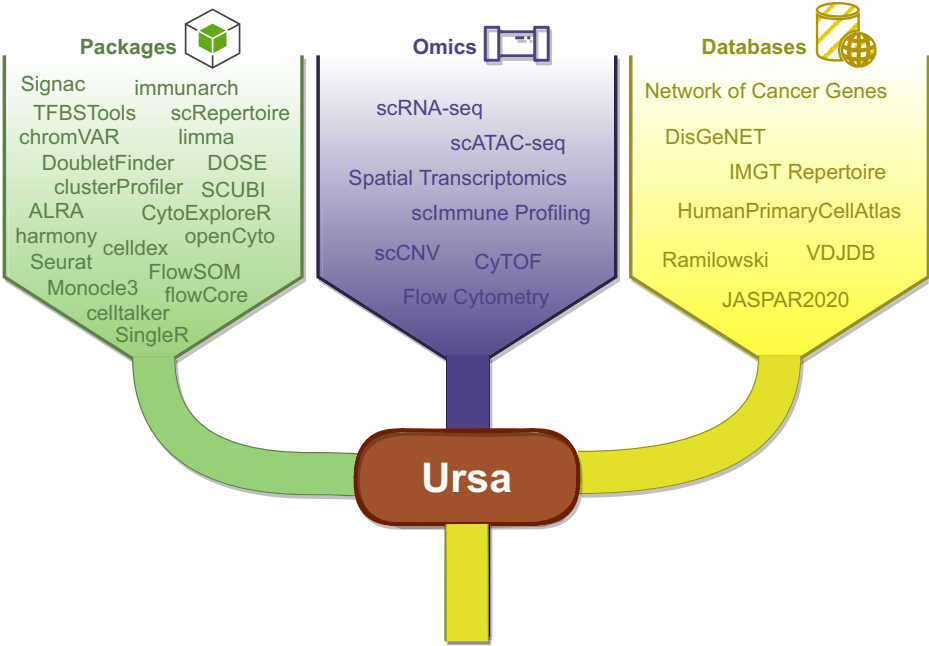 Packages
Signac
immunarch
TFBSTools
scRepertoire
chromVAR
limma
DoubletFinder
DOSE
clusterProfiler
SCUBI
ALRA
CytoExploreR
harmony
openCyto
celldex
Seurat
FlowSOM
Monocle3
flowCore
celltalker
SingleR
Omics
scRNA-seq
scATAC-seq
Spatial Transcriptomics
scImmune Profiling
scCNV
CyTOF
Flow Cytometry
Databases
Network of Cancer Genes
DisGeNET
IMGT Repertoire
HumanPrimaryCellAtlas
Ramilowski
VDJDB
JASPAR2020
Ursa